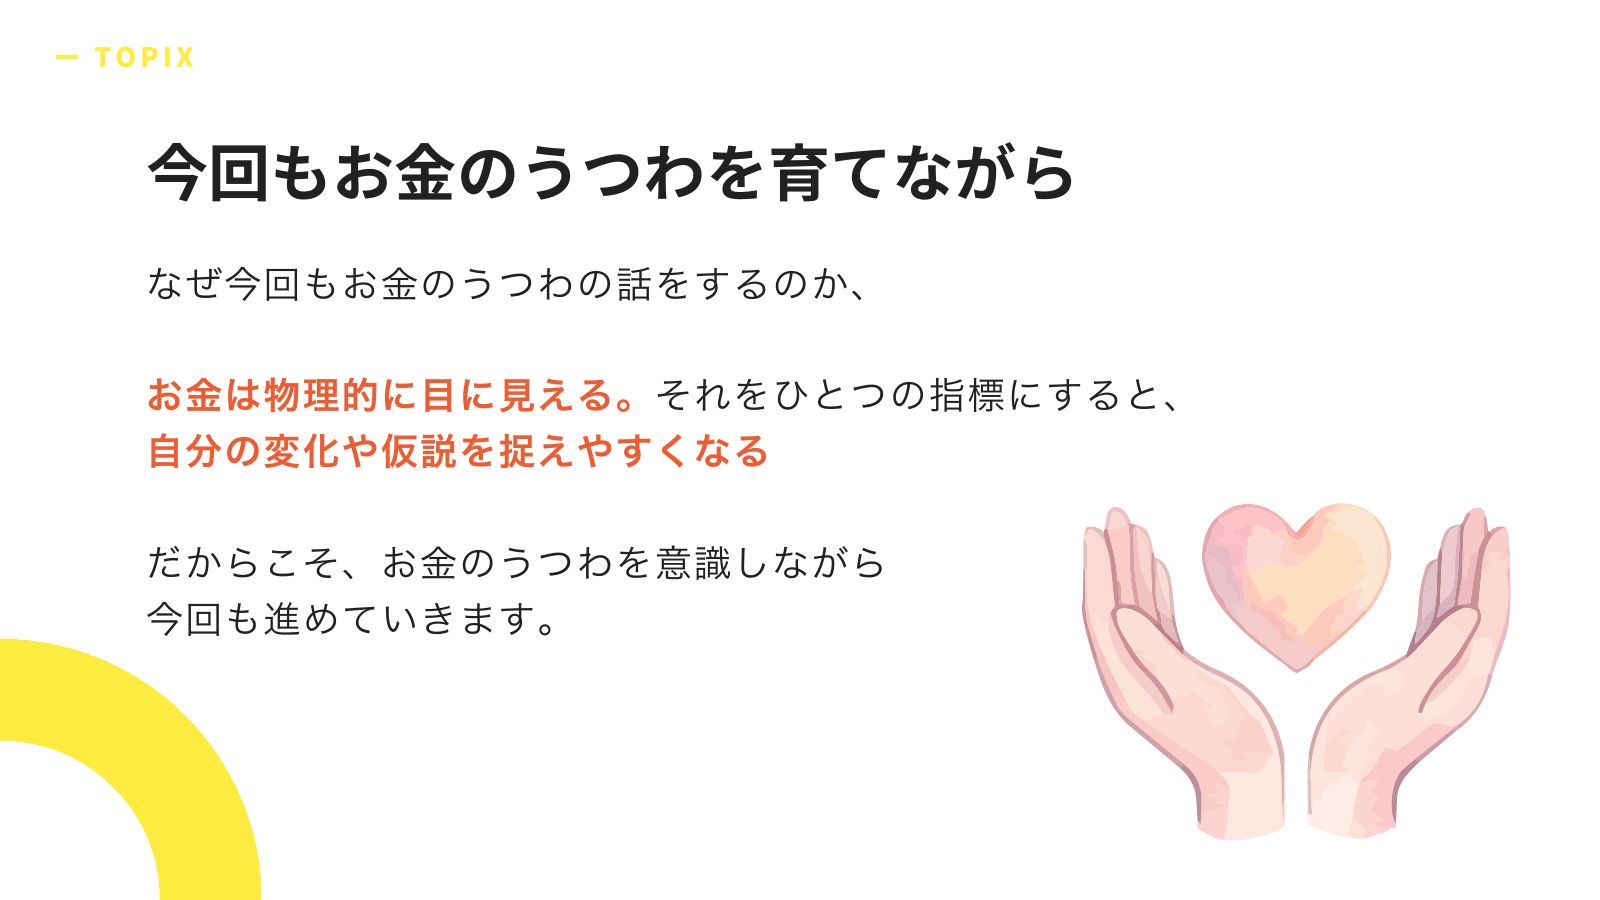 — TOPIX
今回もお金のうつわを育てながら
なぜ今回もお金のうつわの話をするのか、
お金は物理的に目に見える。それをひとつの指標にすると、
自分の変化や仮説を捉えやすくなる
だからこそ、お金のうつわを意識しながら
今回も進めていきます。